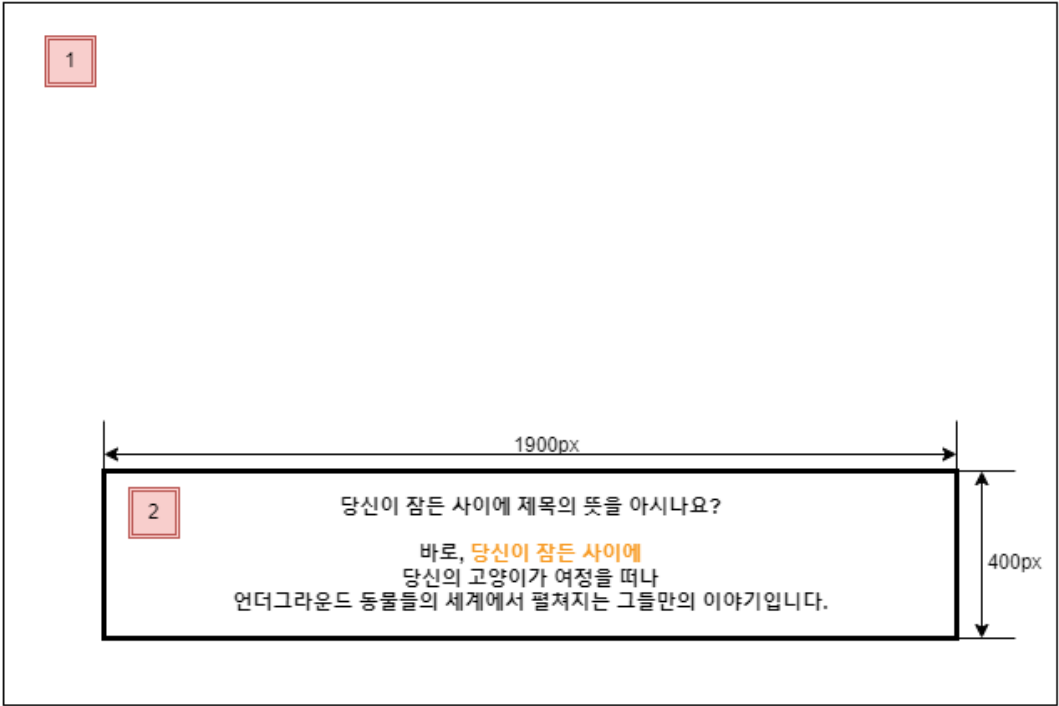 1
1900px
2
당신이 잠든 사이에 제목의 뜻을 아시나요?
바로, 당신이 잠든 사이에
당신의 고양이가 여정을 떠나
400px
언더그라운드 동물들의 세계에서 펼쳐지는 그들만의 이야기입니다.